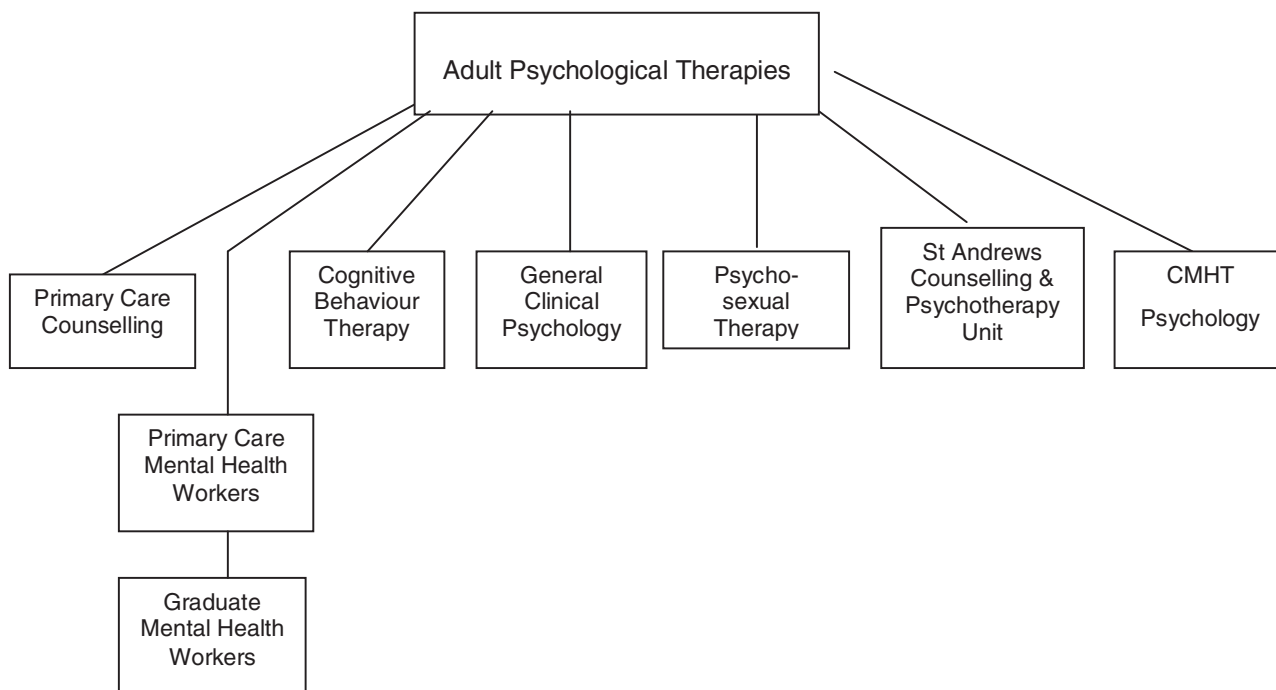 Adult Psychological Therapies
Primary Care
Counselling
Cognitive
Behaviour
Therapy
General
Clinical
Psychology
Psycho-
sexual
Therapy
St Andrews
Counselling &
Psychotherapy
Unit
CMHT
Psychology
Primary Care
Mental Health
Workers
Graduate
Mental Health
Workers